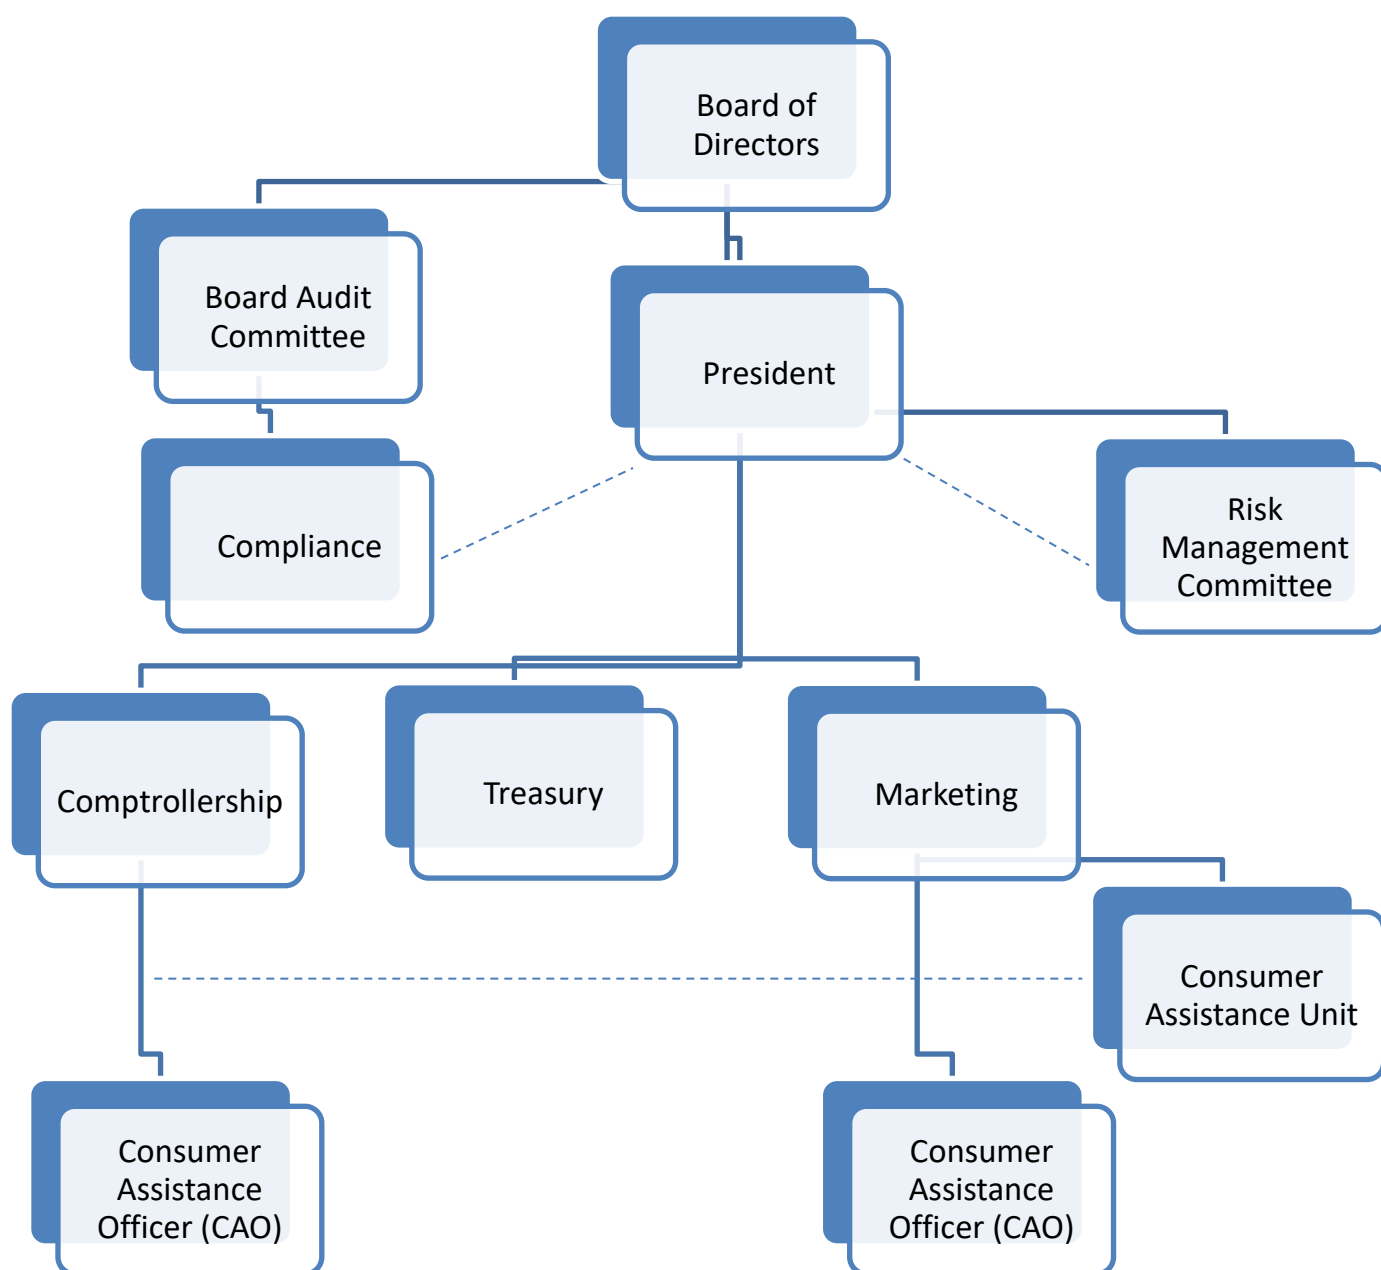 Board of
Directors
Board Audit
Committee
President
Compliance
Risk
Management
Committee
Comptrollership
Treasury
Marketing
Consumer
Assistance Unit
Consumer
Assistance
Officer (CAO)
Consumer
Assistance
Officer (CAO)